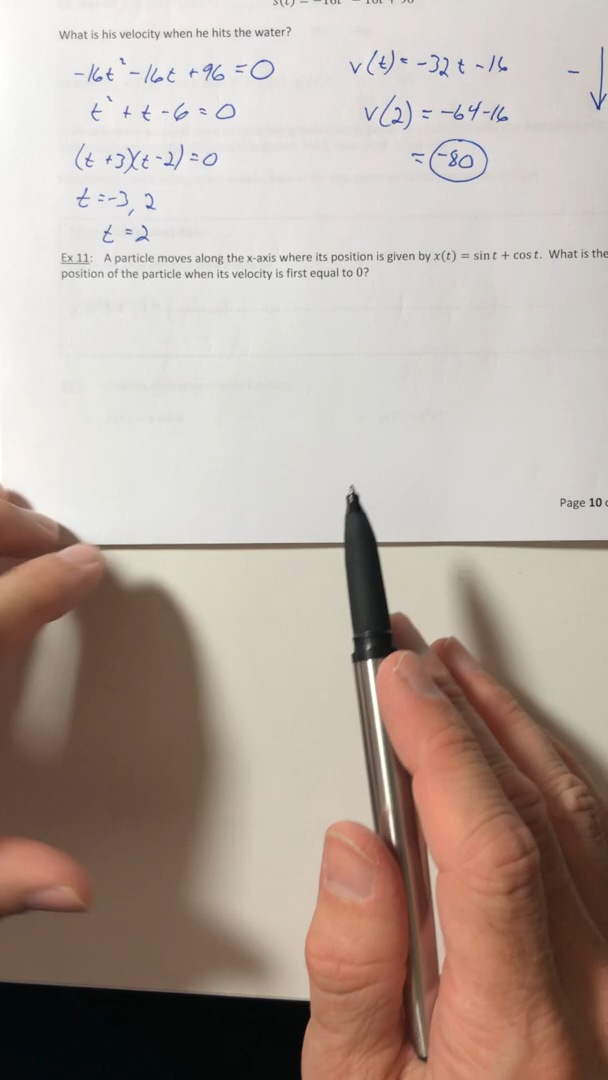 What is his velocity when he hits the water?
-16t² -16t +96 = 0
t² + t - 6 = 0
(t +3)(t -2) = 0
t = -3, 2
t = 2
v(t) = -32t -16
v(2) = -64-16
= -80
-
Ex 11: A particle moves along the x-axis where its position is given by x(t) = sin t + cos t. What is the
position of the particle when its velocity is first equal to 0?
Page 10